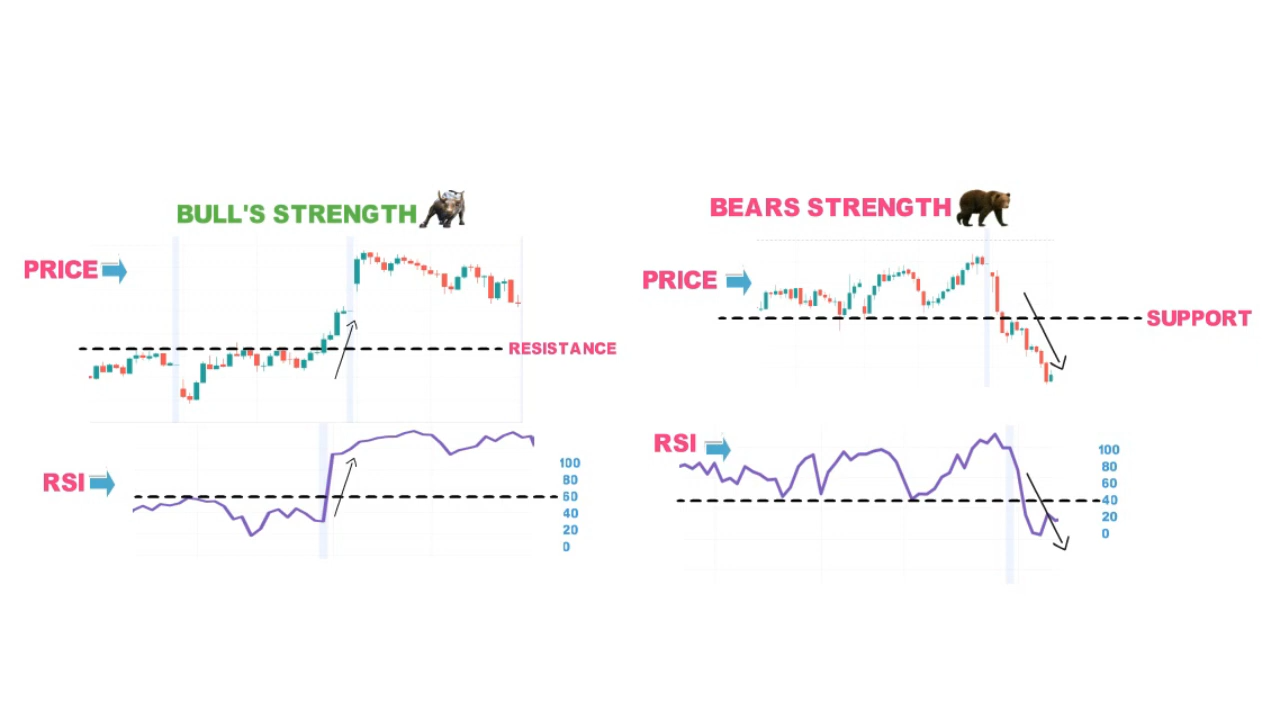 BULL'S STRENGTH
PRICE
RESISTANCE
RSI
100
80
60
40
20
0
BEARS STRENGTH
PRICE
SUPPORT
RSI
100
80
60
40
20
0